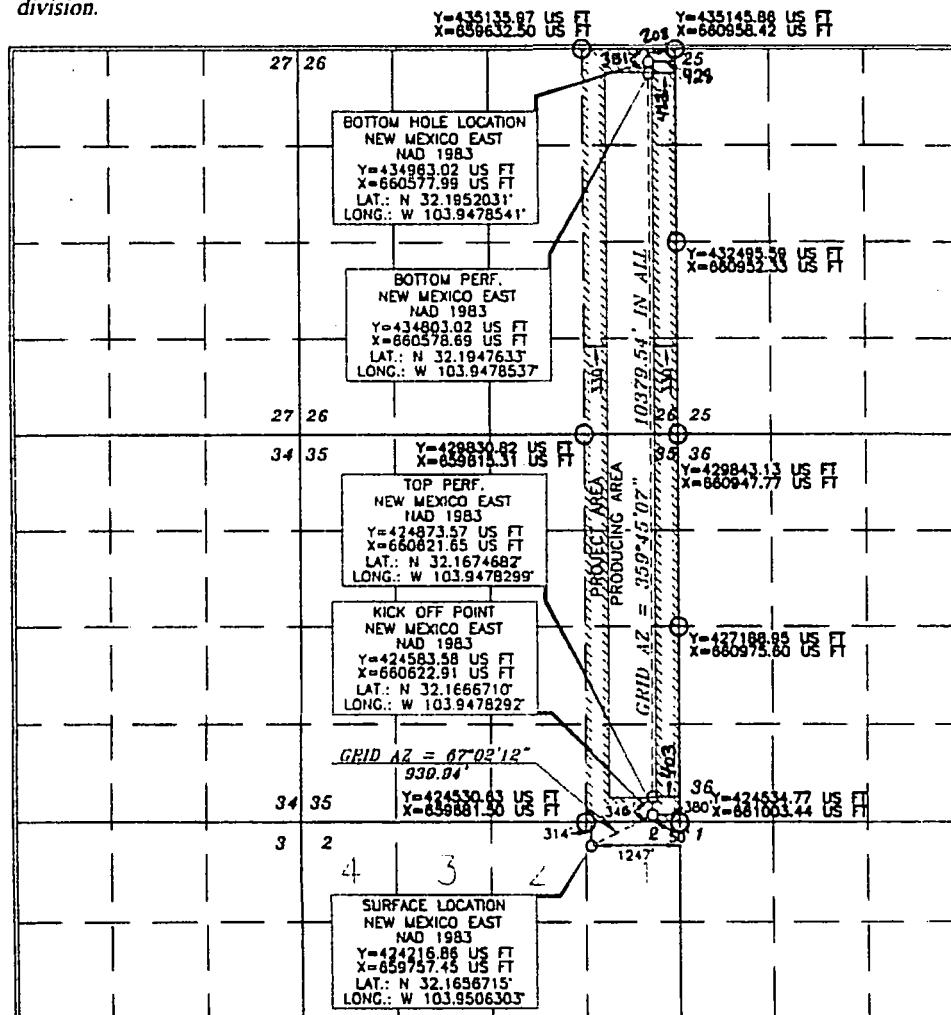 division.
Y=435135.97 US FT
X=659632.50 US FT
Y=435145.88 US FT
X=660958.42 US FT
208
27 26
25
BOTTOM HOLE LOCATION
NEW MEXICO EAST
NAD 1983
Y=434963.02 US FT
X=660577.99 US FT
LAT.: N 32.1952031°
LONG.: W 103.9478541°
Y=432495.59 US FT
X=660952.33 US FT
BOTTOM PERF.
NEW MEXICO EAST
NAD 1983
Y=434803.02 US FT
X=660578.69 US FT
LAT.: N 32.1947633°
LONG.: W 103.9478537°
GRID AZ = 359°45'07" 10379.54' IN ALL
330'
330'
27 26
26 25
34 35
35 36
Y=429830.82 US FT
X=659615.31 US FT
Y=429843.13 US FT
X=660947.77 US FT
TOP PERF.
NEW MEXICO EAST
NAD 1983
Y=424873.57 US FT
X=660621.65 US FT
LAT.: N 32.1674682°
LONG.: W 103.9478299°
PROJECT AREA
PRODUCING AREA
KICK OFF POINT
NEW MEXICO EAST
NAD 1983
Y=424583.58 US FT
X=660622.91 US FT
LAT.: N 32.1666710°
LONG.: W 103.9478292°
Y=427188.95 US FT
X=660975.60 US FT
GRID AZ = 67°02'12"
939.94'
403
34 35
36
Y=424530.63 US FT
X=659681.50 US FT
Y=424534.77 US FT
X=661003.44 US FT
346'
380'
314'
50'
3 2
2 1
1247'
4 3 2 1
SURFACE LOCATION
NEW MEXICO EAST
NAD 1983
Y=424216.86 US FT
X=659757.45 US FT
LAT.: N 32.1656715°
LONG.: W 103.9506303°